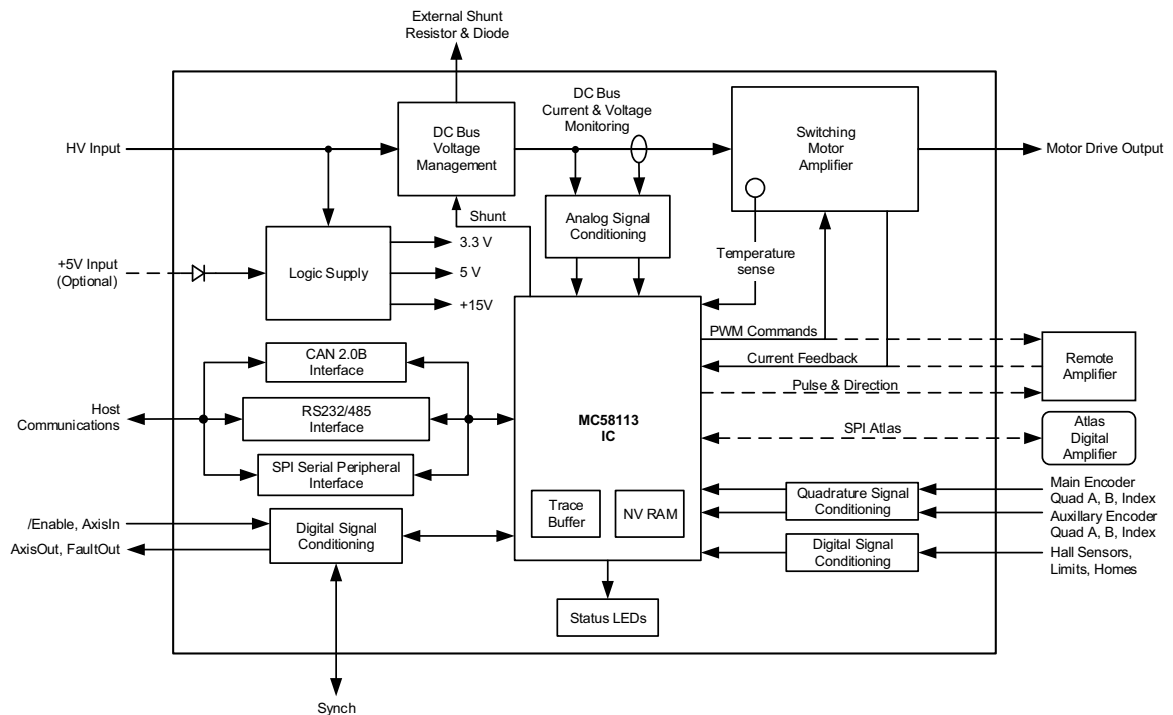 External Shunt
Resistor & Diode
DC Bus
Current & Voltage
Monitoring
HV Input
DC Bus
Voltage
Management
Switching
Motor
Amplifier
Motor Drive Output
Shunt
Analog Signal
Conditioning
Temperature
sense
+5V Input
(Optional)
Logic Supply
3.3 V
5 V
+15V
PWM Commands
Current Feedback
Pulse & Direction
Remote
Amplifier
CAN 2.0B
Interface
Host
Communications
RS232/485
Interface
SPI Serial Peripheral
Interface
MC58113
IC
SPI Atlas
Atlas
Digital
Amplifier
Trace
Buffer
NV RAM
Quadrature Signal
Conditioning
Main Encoder
Quad A, B, Index
Auxillary Encoder
Quad A, B, Index
/Enable, AxisIn
AxisOut, FaultOut
Digital Signal
Conditioning
Digital Signal
Conditioning
Hall Sensors,
Limits, Homes
Status LEDs
Synch